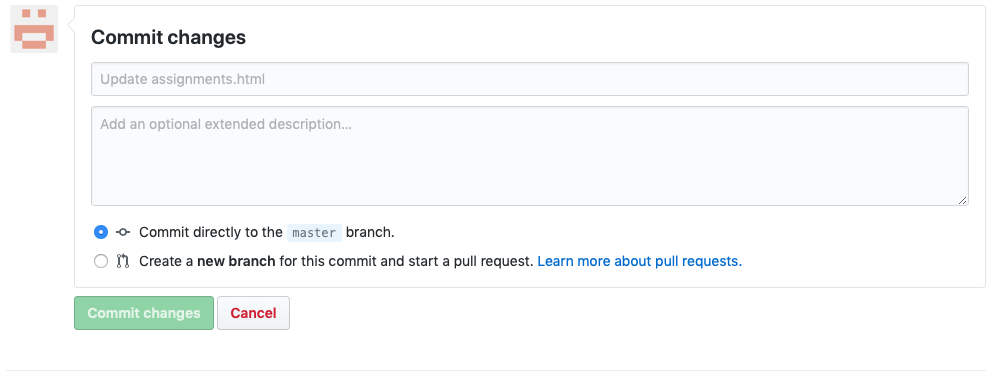 Commit changes
Update assignments.html
Add an optional extended description...
Commit directly to the master branch.
Create a new branch for this commit and start a pull request. Learn more about pull requests.
Commit changes Cancel